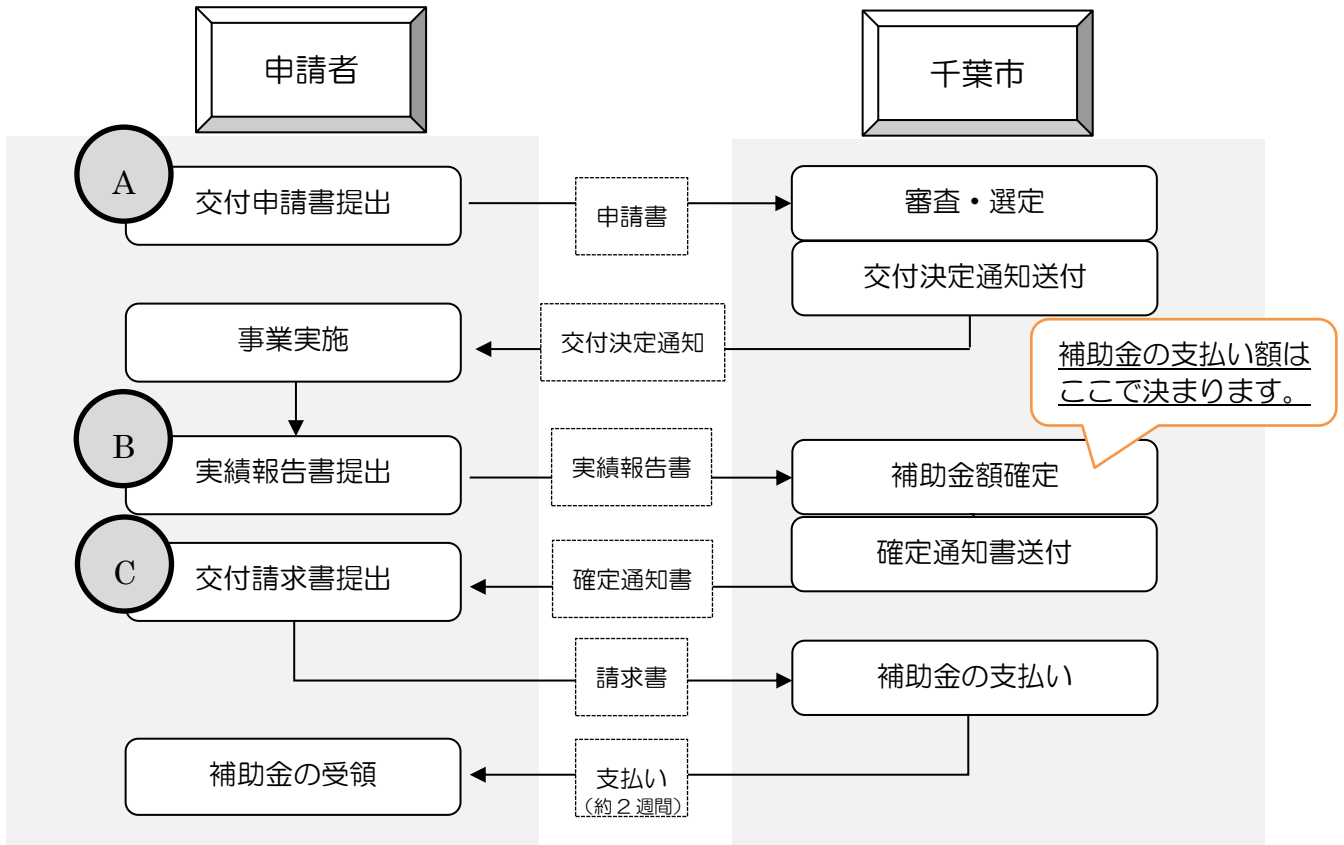 申請者
千葉市
A
交付申請書提出
申請書
審査・選定
交付決定通知送付
事業実施
交付決定通知
補助金の支払い額は
ここで決まります。
B
実績報告書提出
実績報告書
補助金額確定
確定通知書送付
C
交付請求書提出
確定通知書
請求書
補助金の支払い
補助金の受領
支払い
（約２週間）